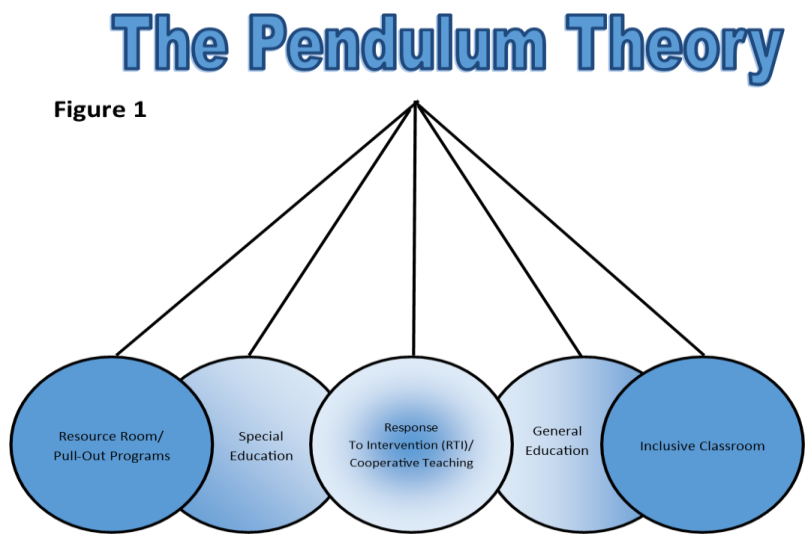 The Pendulum Theory
Figure 1
Resource Room/
Pull-Out Programs
Special
Education
Response
To Intervention (RTI)/
Cooperative Teaching
General
Education
Inclusive Classroom